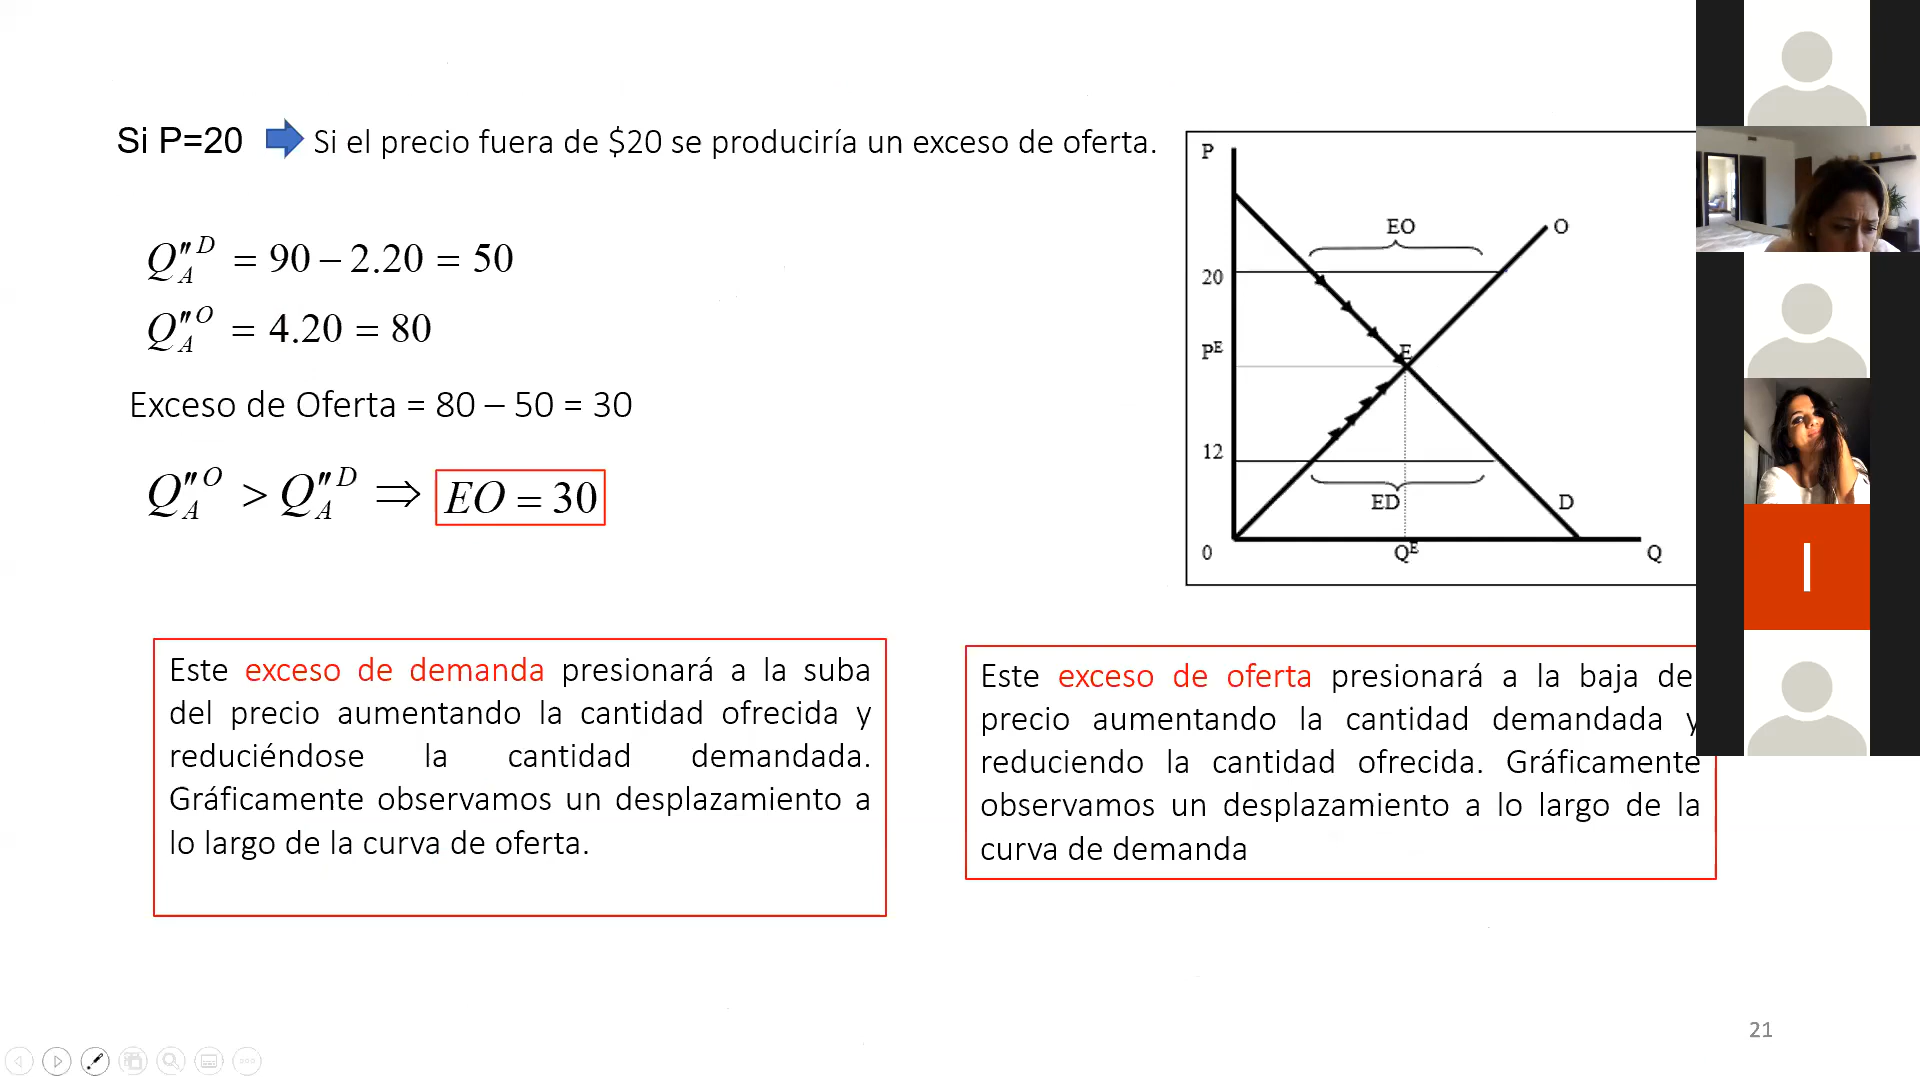 Si P=20
Si el precio fuera de $20 se produciría un exceso de oferta.
Q″ᴰ_A = 90 – 2.20 = 50
Q″ᴼ_A = 4.20 = 80
Exceso de Oferta = 80 – 50 = 30
Q″ᴼ_A > Q″ᴰ_A ⇒ EO = 30
P
EO
O
20
Pᴱ
E
12
ED
D
0
Qᴱ
Q
Este exceso de demanda presionará a la suba
del precio aumentando la cantidad ofrecida y
reduciéndose la cantidad demandada.
Gráficamente observamos un desplazamiento a
lo largo de la curva de oferta.
Este exceso de oferta presionará a la baja de
precio aumentando la cantidad demandada y
reduciendo la cantidad ofrecida. Gráficamente
observamos un desplazamiento a lo largo de la
curva de demanda
I
21